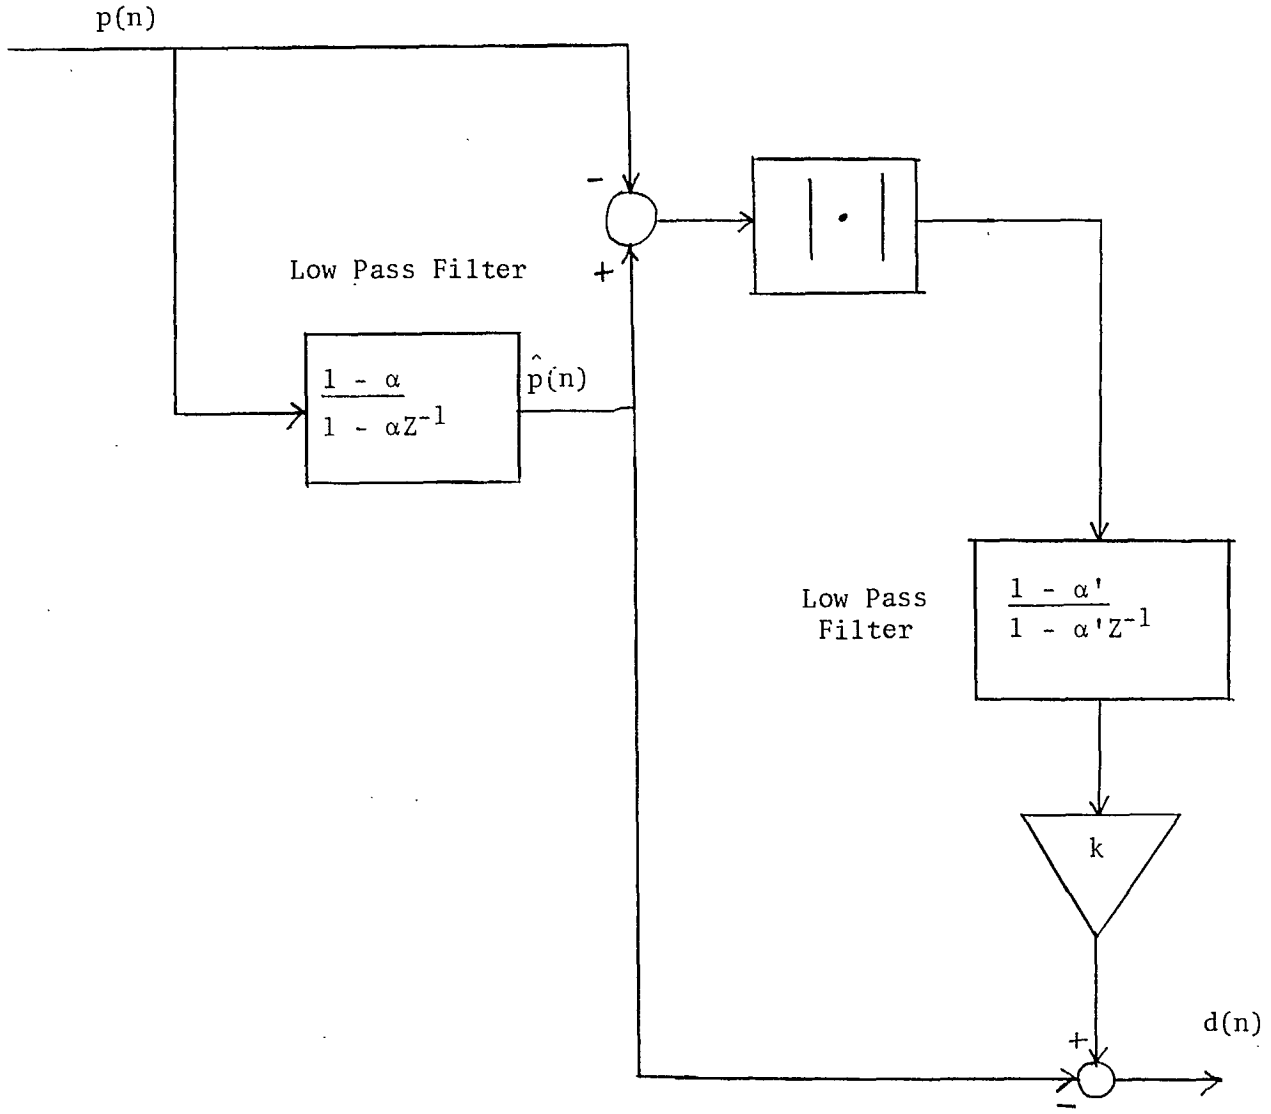 p(n)
-
| · |
+
Low Pass Filter
1 - α
1 - αZ⁻¹
p̂(n)
Low Pass
Filter
1 - α'
1 - α'Z⁻¹
k
d(n)
+
-